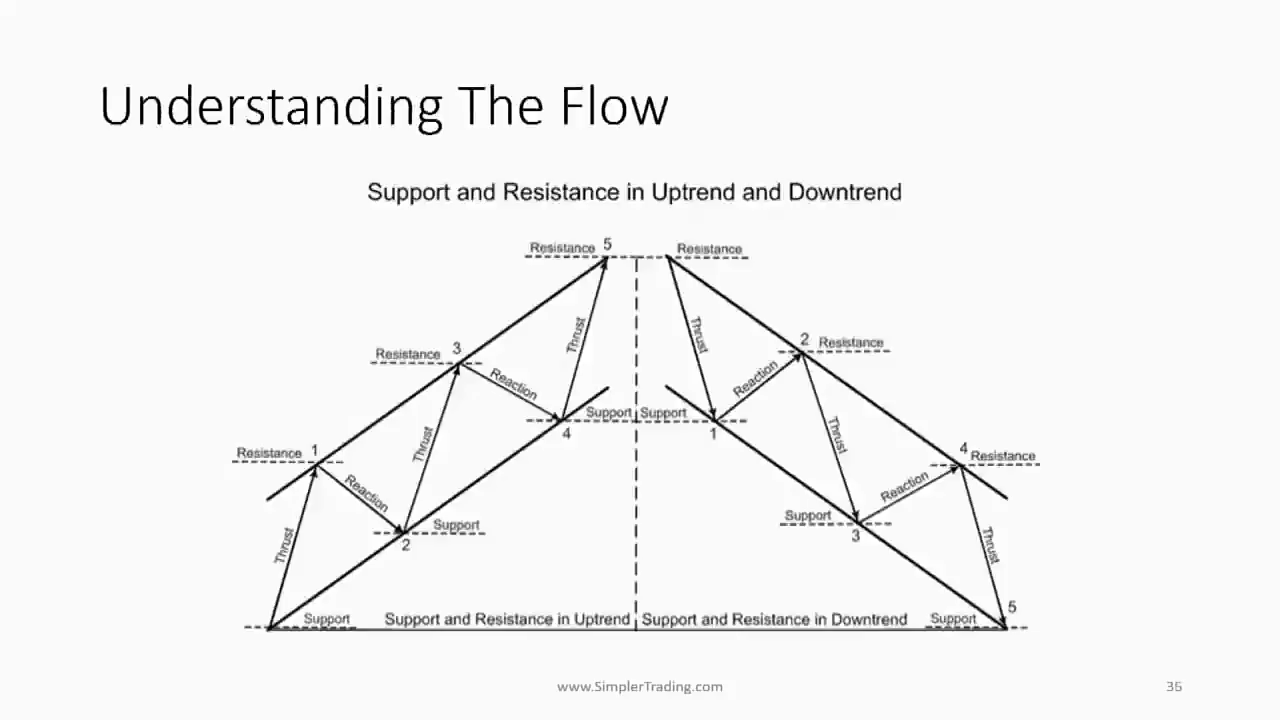 Understanding The Flow
Support and Resistance in Uptrend and Downtrend
Resistance 5
Resistance
Thrust
Thrust
3
Resistance
2
Resistance
Reaction
Reaction
Support
Support
4
1
1
Resistance
Thrust
Thrust
4
Resistance
Reaction
Reaction
Support
2
Support
3
Thrust
Thrust
5
Support
Support and Resistance in Uptrend
Support and Resistance in Downtrend
Support
www.SimplerTrading.com
35